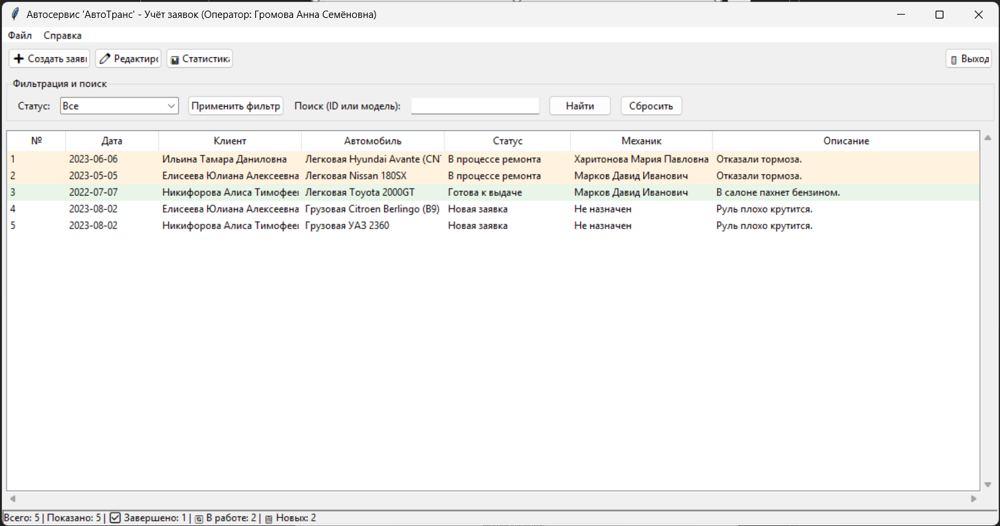 Автосервис 'АвтоТранс' - Учёт заявок (Оператор: Громова Анна Семёновна)
Файл Справка
Создать заяв Редактиро Статистика Выход
Фильтрация и поиск
Статус: Все Применить фильтр Поиск (ID или модель): Найти Сбросить
№ Дата Клиент Автомобиль Статус Механик Описание
1 2023-06-06 Ильина Тамара Даниловна Легковая Hyundai Avante (CN В процессе ремонта Харитонова Мария Павловна Отказали тормоза.
2 2023-05-05 Елисеева Юлиана Алексеевна Легковая Nissan 180SX В процессе ремонта Марков Давид Иванович Отказали тормоза.
3 2022-07-07 Никифорова Алиса Тимофее Легковая Toyota 2000GT Готова к выдаче Марков Давид Иванович В салоне пахнет бензином.
4 2023-08-02 Елисеева Юлиана Алексеевна Грузовая Citroen Berlingo (B9) Новая заявка Не назначен Руль плохо крутится.
5 2023-08-02 Никифорова Алиса Тимофее Грузовая УАЗ 2360 Новая заявка Не назначен Руль плохо крутится.
Всего: 5 | Показано: 5 | Завершено: 1 | В работе: 2 | Новых: 2